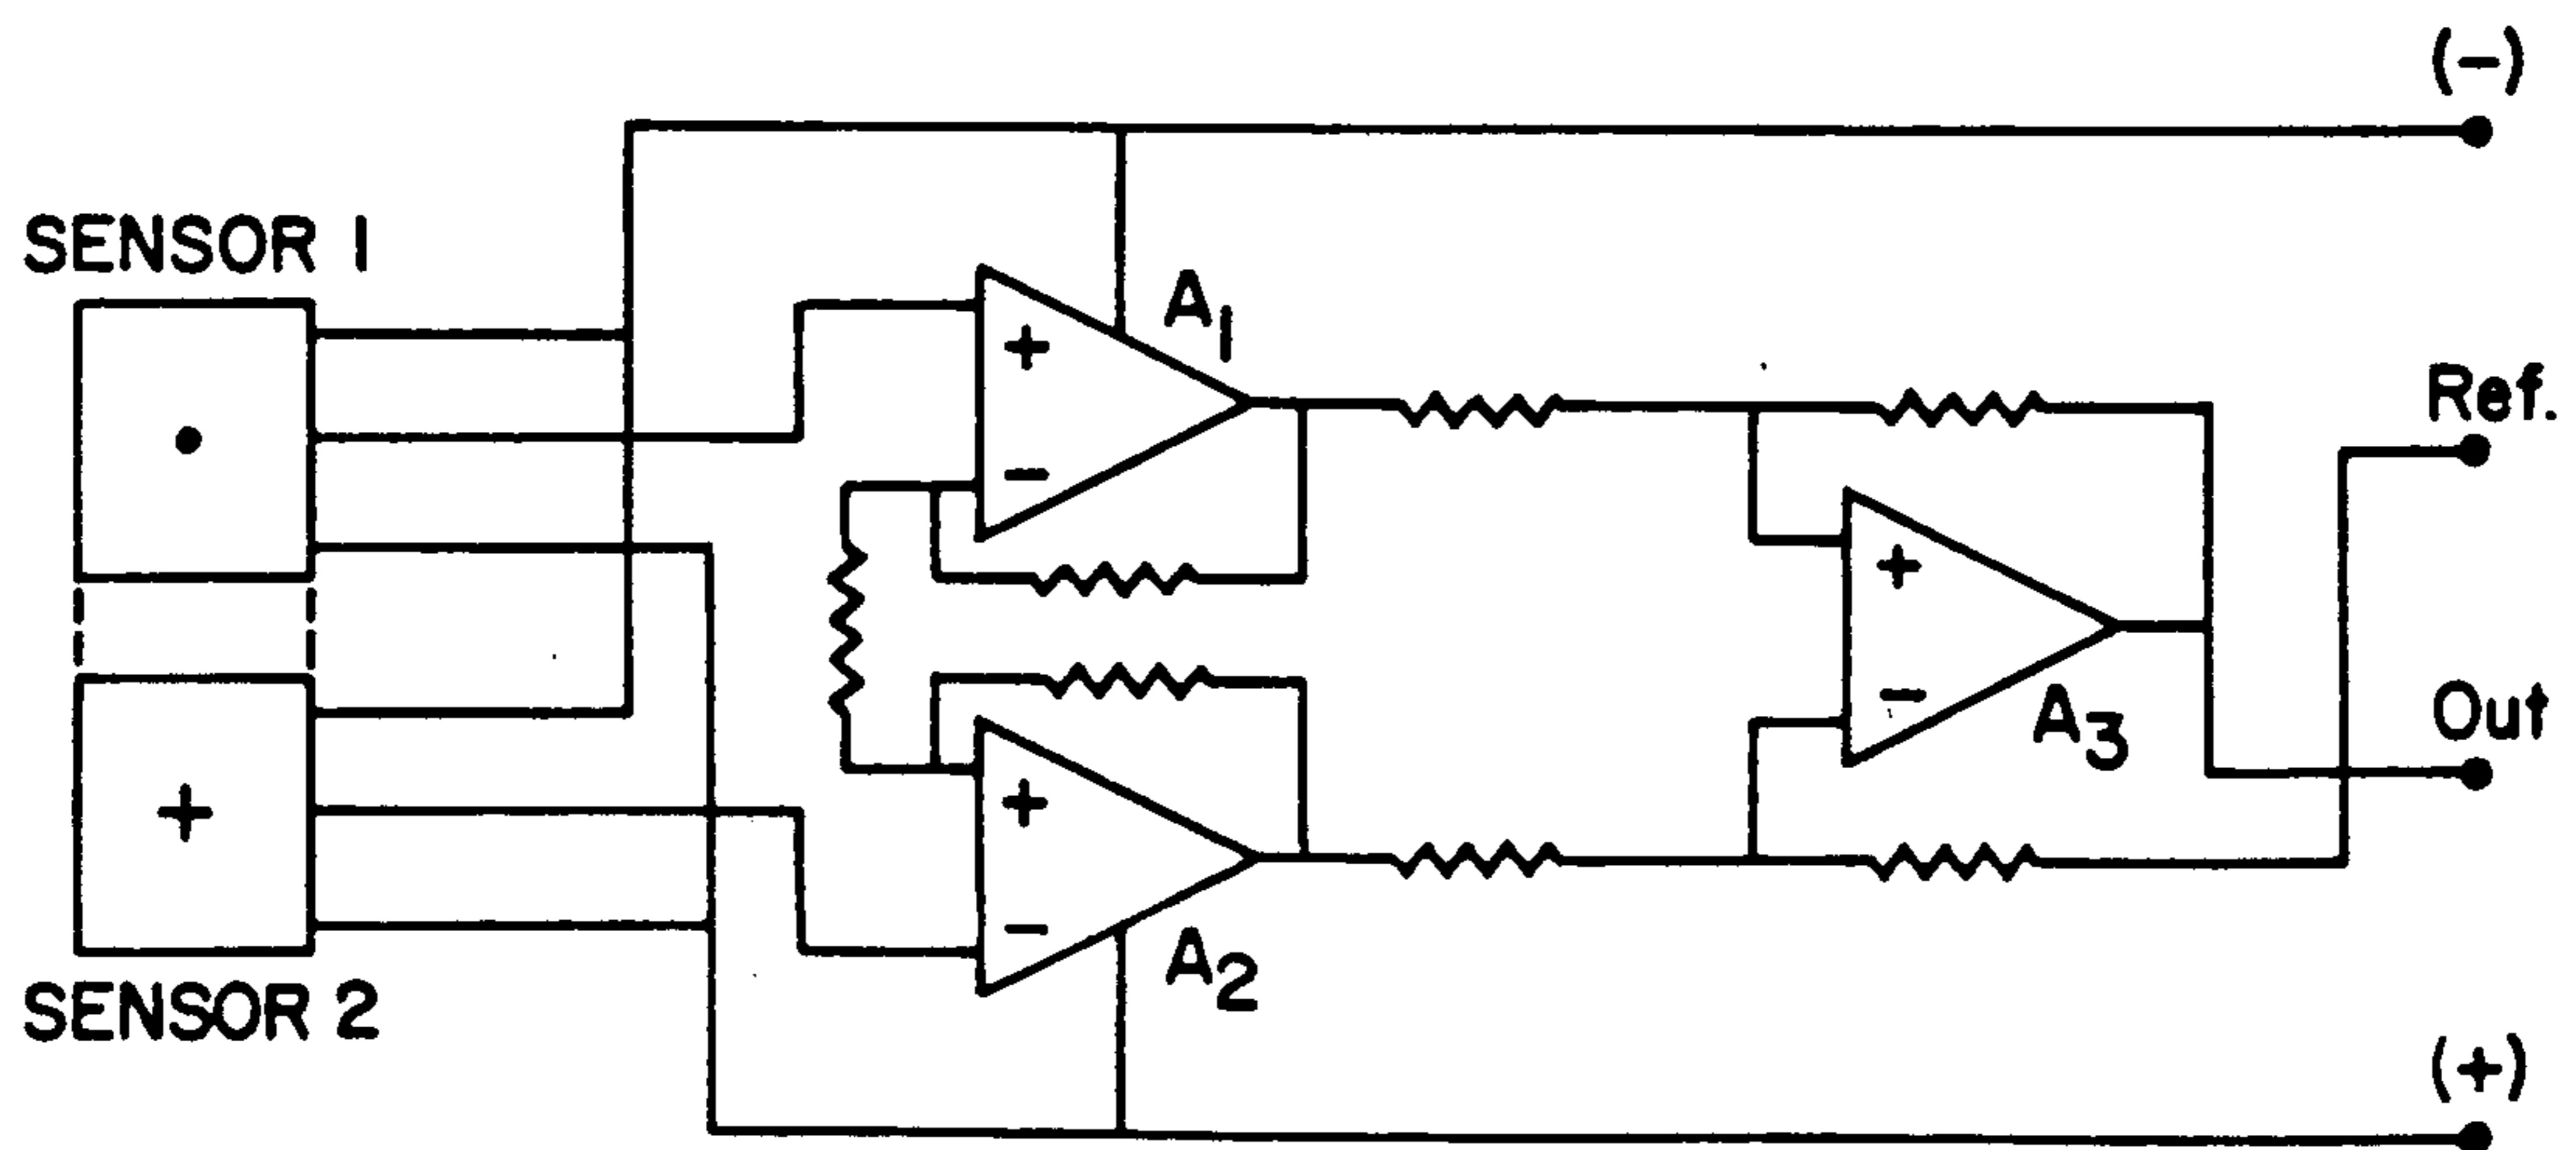 (-)
SENSOR 1
A1
+
-
Ref.
+
-
A3
Out
+
SENSOR 2
+
-
A2
(+)